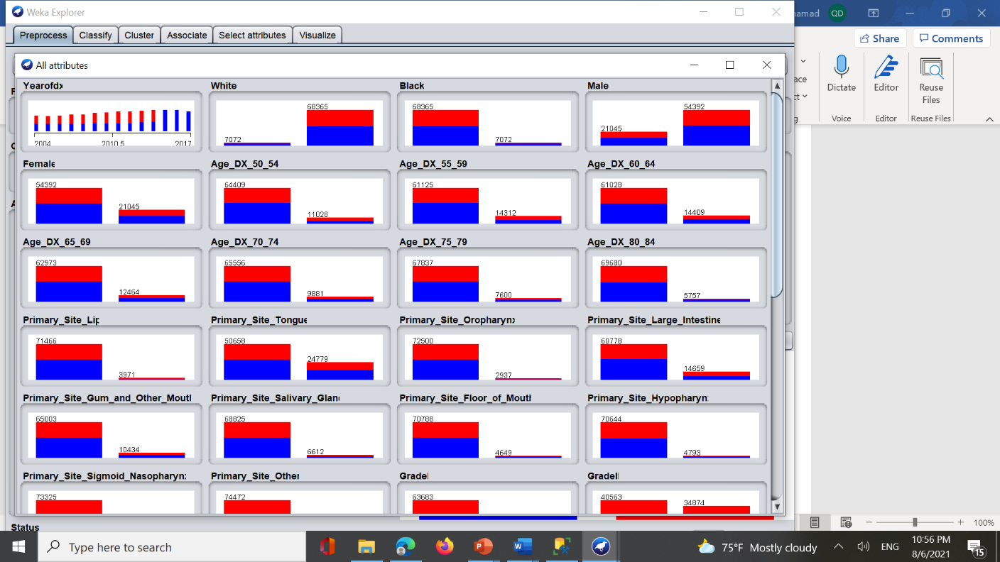 Weka Explorer
amad QD
Preprocess Classify Cluster Associate Select attributes Visualize
Share Comments
All attributes
Dictate Editor Reuse Files
Voice Editor Reuse Files
Yearofdx White Black Male
2004 2010.5 2017
7072 68365
68365 7072
21045 54392
Female Age_DX_50_54 Age_DX_55_59 Age_DX_60_64
54392 21045
64409 11028
61125 14312
61028 14409
Age_DX_65_69 Age_DX_70_74 Age_DX_75_79 Age_DX_80_84
62973 12464
65556 9881
67837 7600
69680 5757
Primary_Site_Lip Primary_Site_Tongue Primary_Site_Oropharynx Primary_Site_Large_Intestine
71466 3971
50658 24779
72500 2937
60778 14659
Primary_Site_Gum_and_Other_Mouth Primary_Site_Salivary_Gland Primary_Site_Floor_of_Mouth Primary_Site_Hypopharynx
65003 10434
68825 6612
70788 4649
70644 4793
Primary_Site_Sigmoid_Nasopharynx Primary_Site_Other GradeI GradeII
73325
74472
63683
40563 34874
Status
100%
Type here to search
75°F Mostly cloudy
ENG
10:56 PM
8/6/2021
15